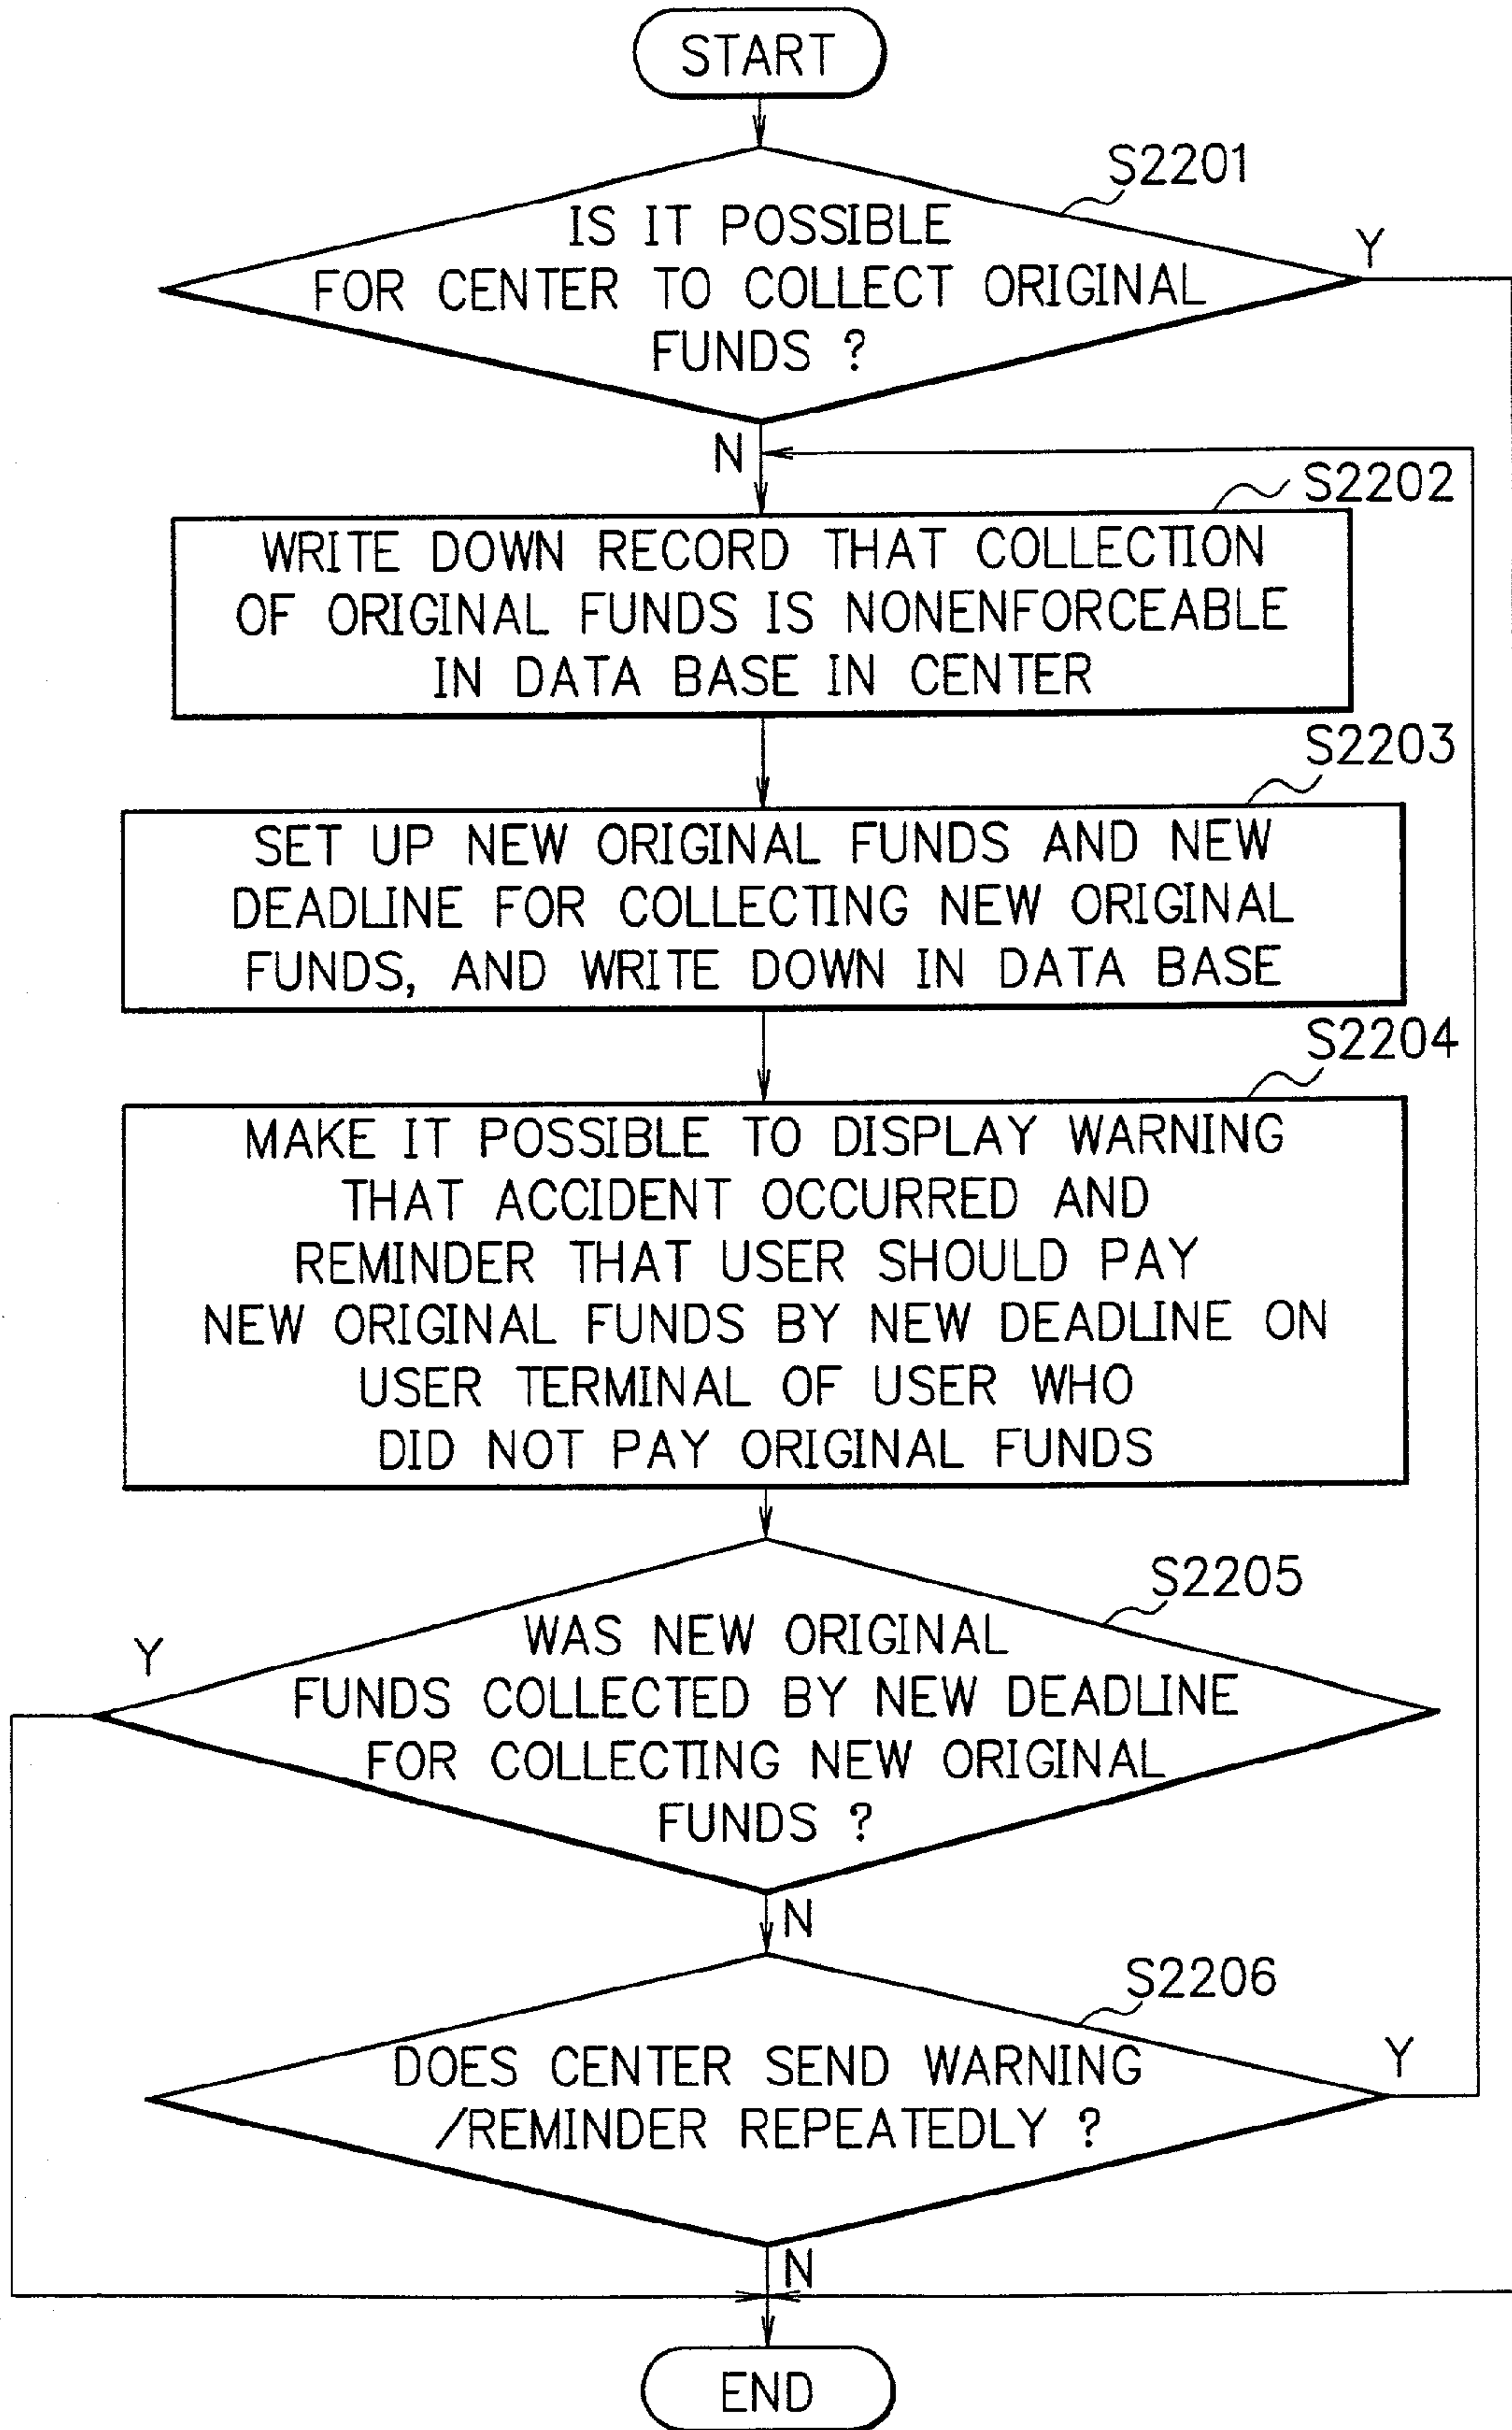 START
S2201
IS IT POSSIBLE
FOR CENTER TO COLLECT ORIGINAL
FUNDS ?
Y
N
S2202
WRITE DOWN RECORD THAT COLLECTION
OF ORIGINAL FUNDS IS NONENFORCEABLE
IN DATA BASE IN CENTER
S2203
SET UP NEW ORIGINAL FUNDS AND NEW
DEADLINE FOR COLLECTING NEW ORIGINAL
FUNDS, AND WRITE DOWN IN DATA BASE
S2204
MAKE IT POSSIBLE TO DISPLAY WARNING
THAT ACCIDENT OCCURRED AND
REMINDER THAT USER SHOULD PAY
NEW ORIGINAL FUNDS BY NEW DEADLINE ON
USER TERMINAL OF USER WHO
DID NOT PAY ORIGINAL FUNDS
S2205
Y
WAS NEW ORIGINAL
FUNDS COLLECTED BY NEW DEADLINE
FOR COLLECTING NEW ORIGINAL
FUNDS ?
N
S2206
DOES CENTER SEND WARNING
/REMINDER REPEATEDLY ?
Y
N
END